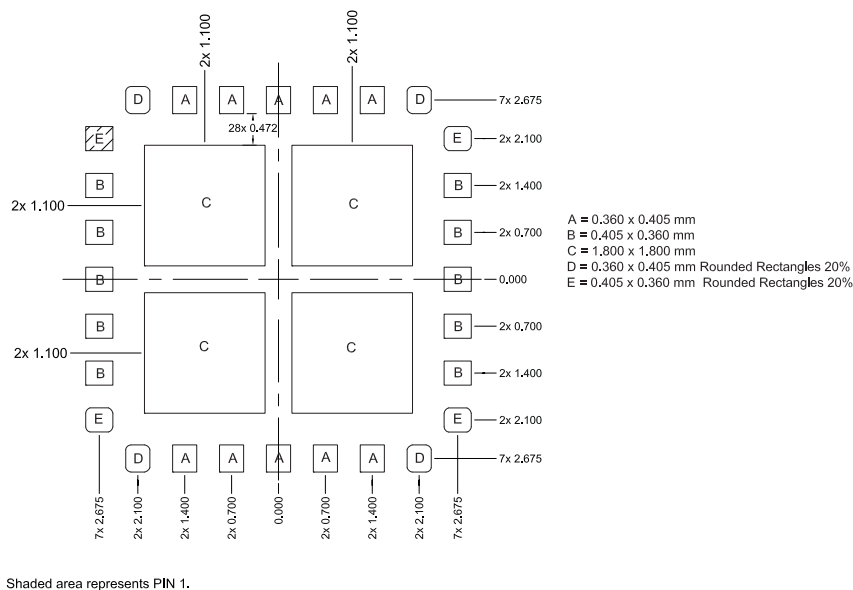 2x 1.100
2x 1.100
D A A A A A D 7x 2.675
28x 0.472
E E 2x 2.100
B B 2x 1.400
2x 1.100 C C
B B 2x 0.700
B B 0.000
B B 2x 0.700
2x 1.100 C C
B B 2x 1.400
E E 2x 2.100
D A A A A A D 7x 2.675
7x 2.675
2x 2.100
2x 1.400
2x 0.700
0.000
2x 0.700
2x 1.400
2x 2.100
7x 2.675
A = 0.360 x 0.405 mm
B = 0.405 x 0.360 mm
C = 1.800 x 1.800 mm
D = 0.360 x 0.405 mm Rounded Rectangles 20%
E = 0.405 x 0.360 mm Rounded Rectangles 20%
Shaded area represents PIN 1.